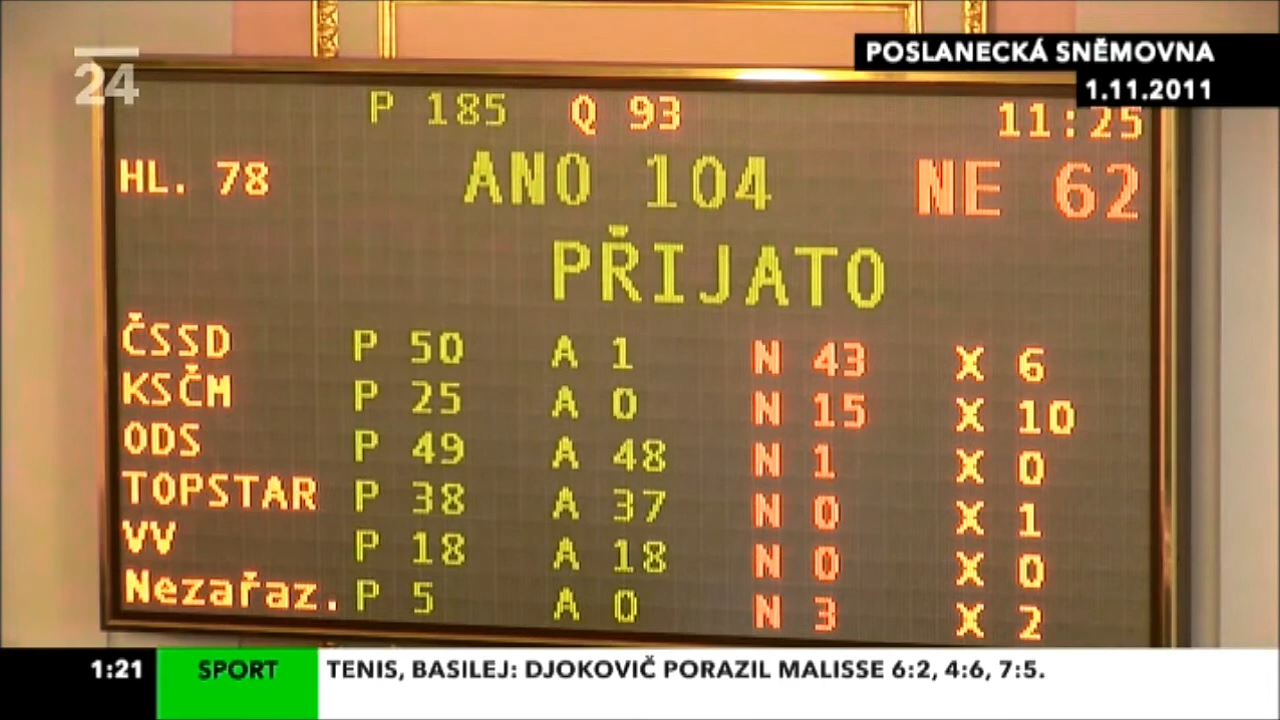 24
POSLANECKÁ SNĚMOVNA
1.11.2011
P 185 Q 93 11:25
HL. 78 ANO 104 NE 62
PŘIJATO
ČSSD P 50 A 1 N 43 X 6
KSČM P 25 A 0 N 15 X 10
ODS P 49 A 48 N 1 X 0
TOPSTAR P 38 A 37 N 0 X 1
VV P 18 A 18 N 0 X 0
Nezařaz. P 5 A 0 N 3 X 2
1:21 SPORT TENIS, BASILEJ: DJOKOVIČ PORAZIL MALISSE 6:2, 4:6, 7:5.